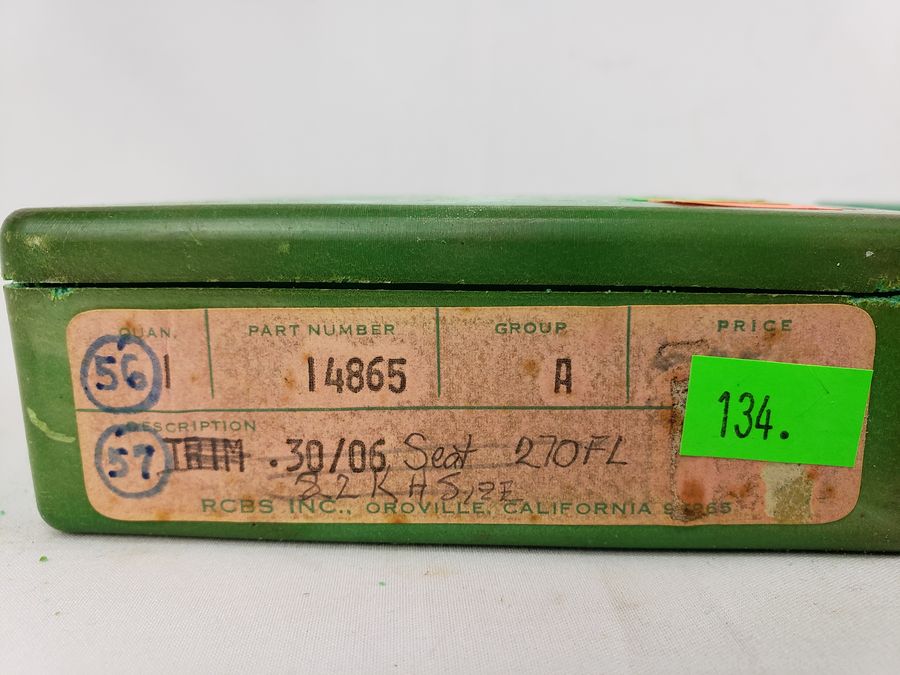 QUAN. PART NUMBER GROUP PRICE
56 1 14865 A
134.
DESCRIPTION
57 TRIM .30/06 Seat 270FL
SIZE
RCBS INC., OROVILLE, CALIFORNIA